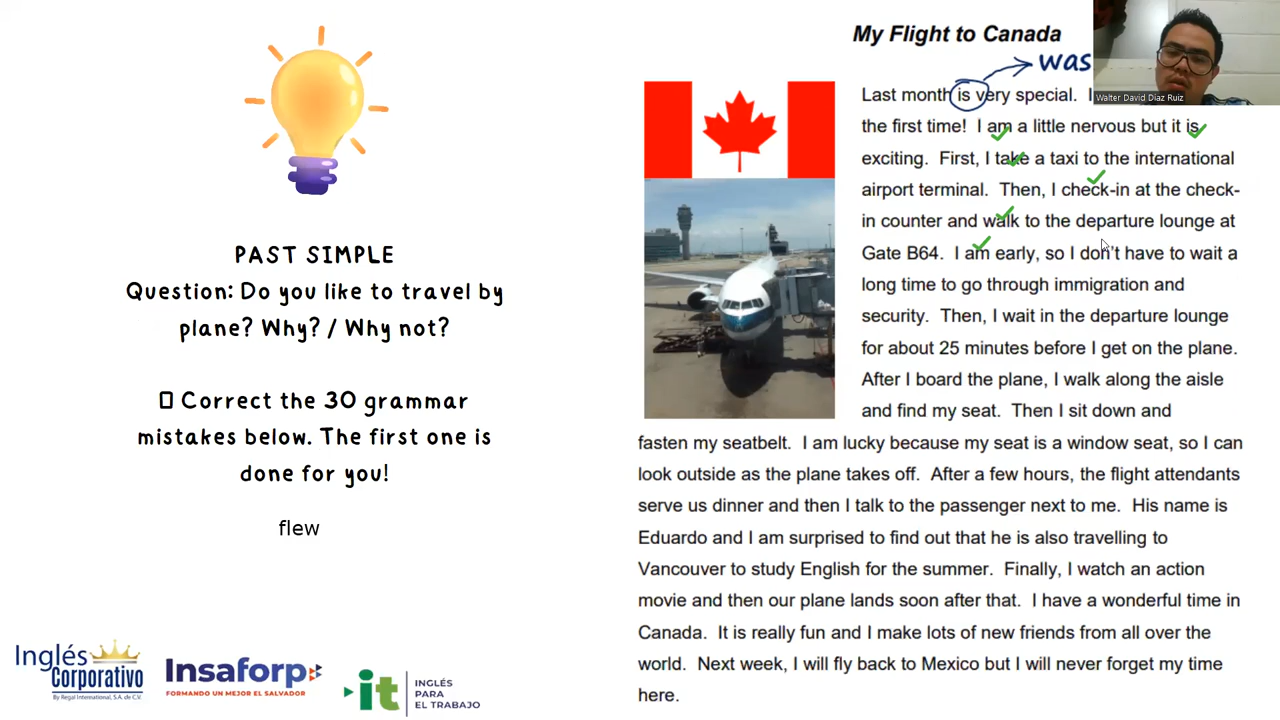 PAST SIMPLE
Question: Do you like to travel by
plane? Why? / Why not?
Correct the 30 grammar
mistakes below. The first one is
done for you!
flew
Inglés
Corporativo
By Regal International, S.A. de C.V.
Insaforp
FORMANDO UN MEJOR EL SALVADOR
it
INGLÉS
PARA
EL TRABAJO
My Flight to Canada
was
Walter David Diaz Ruiz
Last month is very special. I
the first time! I am a little nervous but it is
exciting. First, I take a taxi to the international
airport terminal. Then, I check-in at the check-
in counter and walk to the departure lounge at
Gate B64. I am early, so I don't have to wait a
long time to go through immigration and
security. Then, I wait in the departure lounge
for about 25 minutes before I get on the plane.
After I board the plane, I walk along the aisle
and find my seat. Then I sit down and
fasten my seatbelt. I am lucky because my seat is a window seat, so I can
look outside as the plane takes off. After a few hours, the flight attendants
serve us dinner and then I talk to the passenger next to me. His name is
Eduardo and I am surprised to find out that he is also travelling to
Vancouver to study English for the summer. Finally, I watch an action
movie and then our plane lands soon after that. I have a wonderful time in
Canada. It is really fun and I make lots of new friends from all over the
world. Next week, I will fly back to Mexico but I will never forget my time
here.